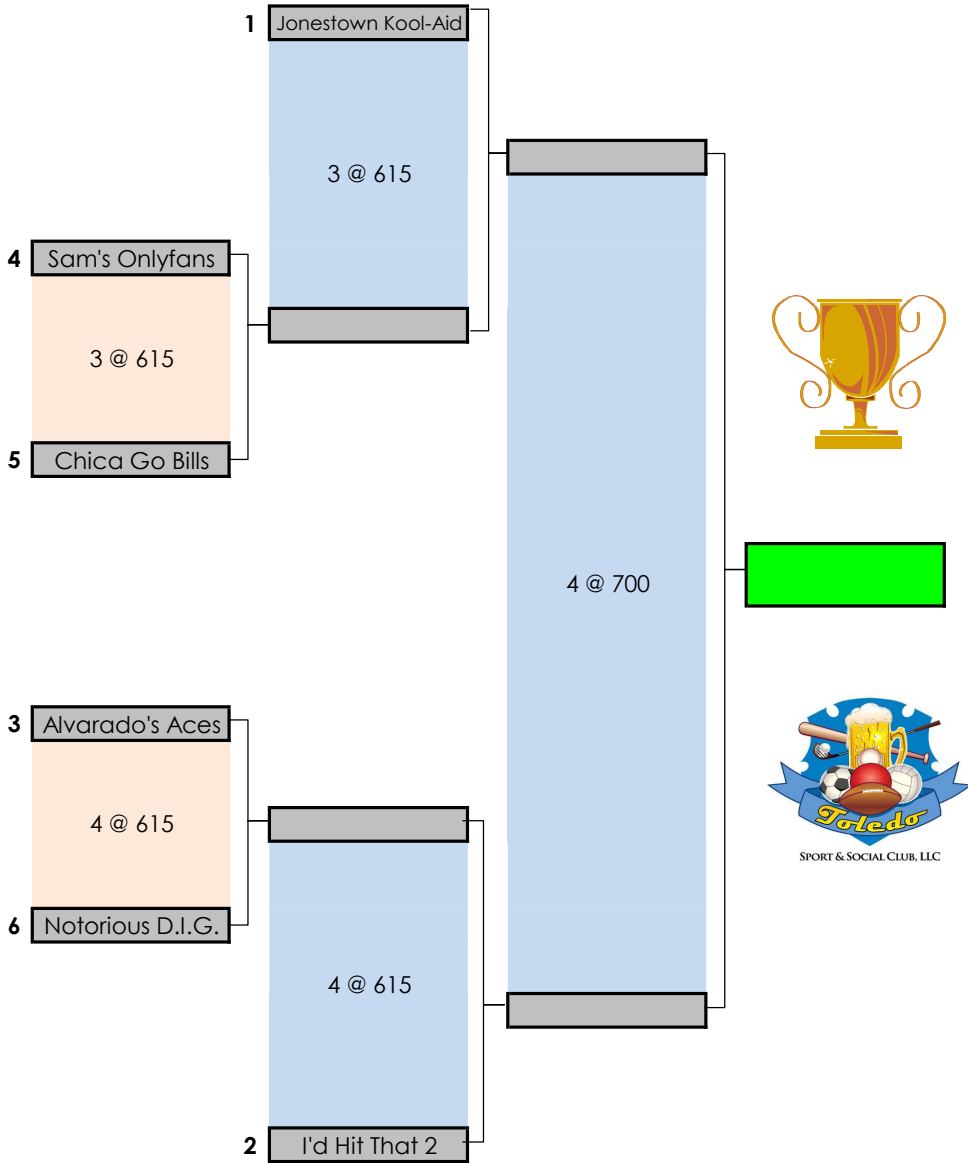 1 Jonestown Kool-Aid
3 @ 615
4 Sam's Onlyfans
3 @ 615
5 Chica Go Bills
4 @ 700
3 Alvarado's Aces
4 @ 615
6 Notorious D.I.G.
4 @ 615
2 I'd Hit That 2
Toledo
SPORT & SOCIAL CLUB, LLC